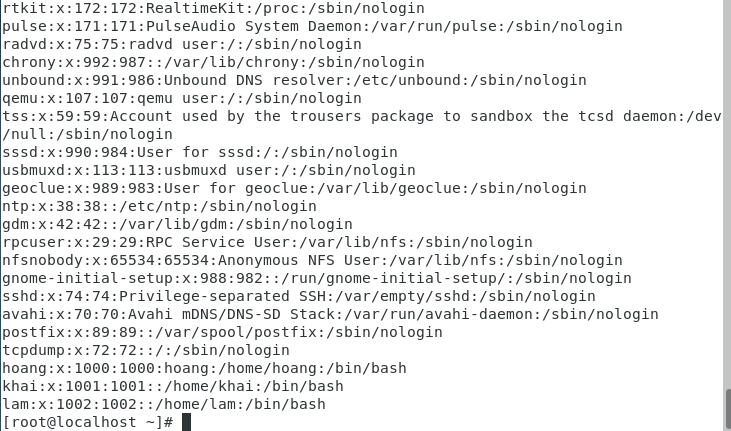 rtkit:x:172:172:RealtimeKit:/proc:/sbin/nologin
pulse:x:171:171:PulseAudio System Daemon:/var/run/pulse:/sbin/nologin
radvd:x:75:75:radvd user:/:/sbin/nologin
chrony:x:992:987::/var/lib/chrony:/sbin/nologin
unbound:x:991:986:Unbound DNS resolver:/etc/unbound:/sbin/nologin
qemu:x:107:107:qemu user:/:/sbin/nologin
tss:x:59:59:Account used by the trousers package to sandbox the tcsd daemon:/dev
/null:/sbin/nologin
sssd:x:990:984:User for sssd:/:/sbin/nologin
usbmuxd:x:113:113:usbmuxd user:/:/sbin/nologin
geoclue:x:989:983:User for geoclue:/var/lib/geoclue:/sbin/nologin
ntp:x:38:38::/etc/ntp:/sbin/nologin
gdm:x:42:42::/var/lib/gdm:/sbin/nologin
rpcuser:x:29:29:RPC Service User:/var/lib/nfs:/sbin/nologin
nfsnobody:x:65534:65534:Anonymous NFS User:/var/lib/nfs:/sbin/nologin
gnome-initial-setup:x:988:982::/run/gnome-initial-setup/:/sbin/nologin
sshd:x:74:74:Privilege-separated SSH:/var/empty/sshd:/sbin/nologin
avahi:x:70:70:Avahi mDNS/DNS-SD Stack:/var/run/avahi-daemon:/sbin/nologin
postfix:x:89:89::/var/spool/postfix:/sbin/nologin
tcpdump:x:72:72::/:/sbin/nologin
hoang:x:1000:1000:hoang:/home/hoang:/bin/bash
khai:x:1001:1001::/home/khai:/bin/bash
lam:x:1002:1002::/home/lam:/bin/bash
[root@localhost ~]#